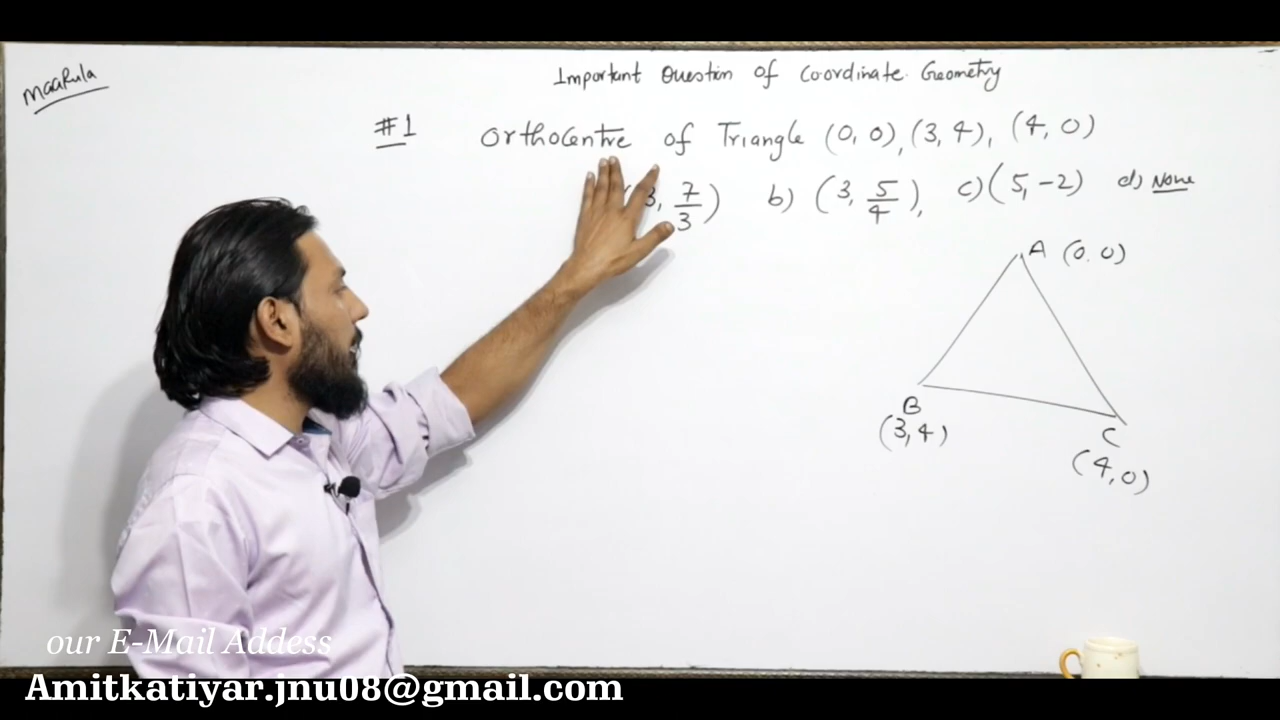 MaaRula
Important Question of Coordinate Geometry
#1 Orthocentre of Triangle (0, 0), (3, 4), (4, 0)
3, 7/3) b) (3, 5/4), c) (5, -2) d) None
A (0.0)
B
(3,4)
C
(4,0)
our E-Mail Addess
Amitkatiyar.jnu08@gmail.com